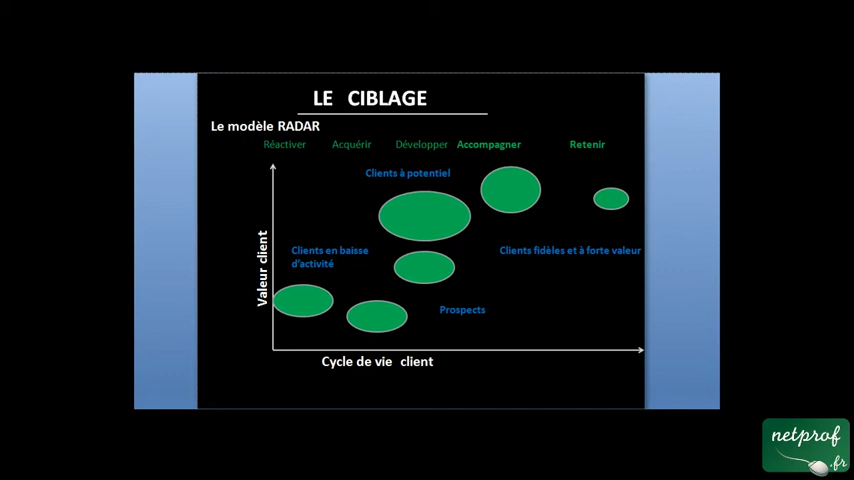 LE CIBLAGE
Le modèle RADAR
Réactiver Acquérir Développer Accompagner Retenir
Clients à potentiel
Clients en baisse
d'activité
Clients fidèles et à forte valeur
Valeur client
Prospects
Cycle de vie client
netprof
.fr